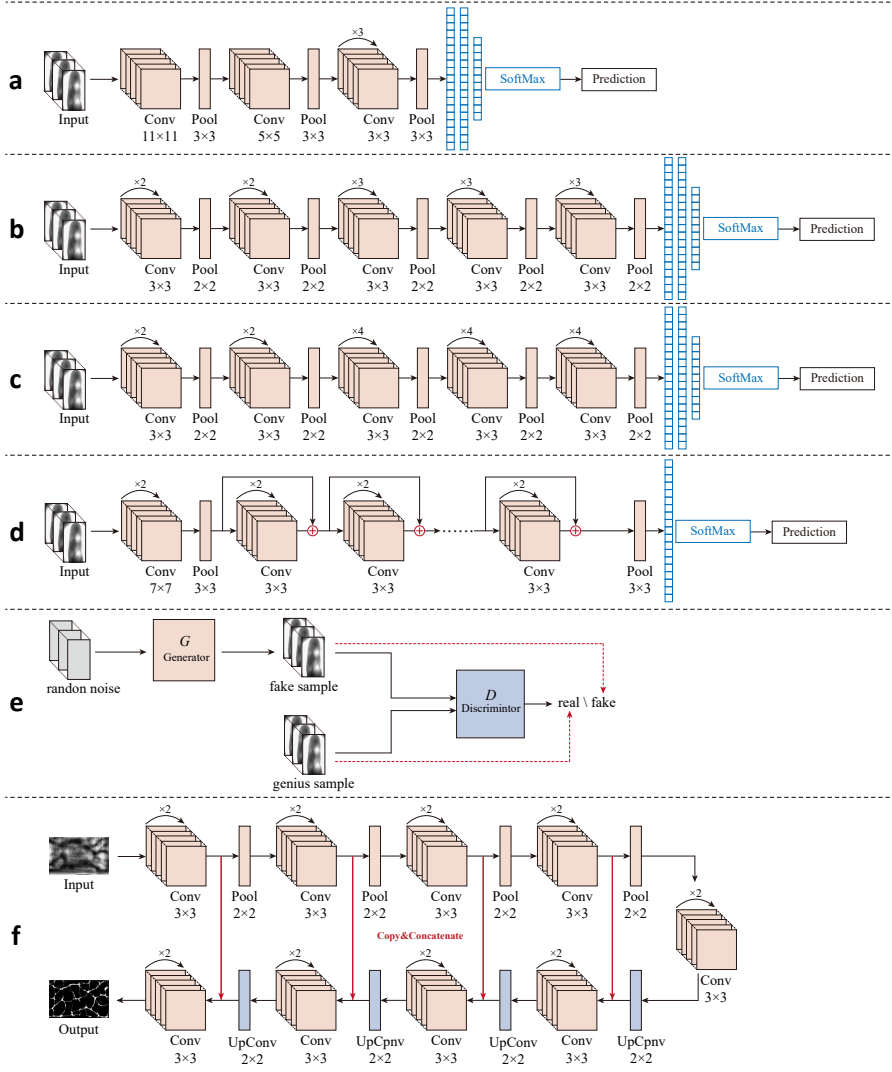 a
×3
Input
Conv
11×11
Pool
3×3
Conv
5×5
Pool
3×3
Conv
3×3
Pool
3×3
SoftMax
Prediction
b
×2
×2
×3
×3
×3
Input
Conv
3×3
Pool
2×2
Conv
3×3
Pool
2×2
Conv
3×3
Pool
2×2
Conv
3×3
Pool
2×2
Conv
3×3
Pool
2×2
SoftMax
Prediction
c
×2
×2
×4
×4
×4
Input
Conv
3×3
Pool
2×2
Conv
3×3
Pool
2×2
Conv
3×3
Pool
2×2
Conv
3×3
Pool
2×2
Conv
3×3
Pool
2×2
SoftMax
Prediction
d
×2
×2
×2
×2
Input
Conv
7×7
Pool
3×3
Conv
3×3
Conv
3×3
······
Conv
3×3
Pool
3×3
SoftMax
Prediction
e
randon noise
G
Generator
fake sample
genius sample
D
Discrimintor
real \ fake
f
×2
×2
×2
×2
Input
Conv
3×3
Pool
2×2
Conv
3×3
Pool
2×2
Conv
3×3
Pool
2×2
Conv
3×3
Pool
2×2
×2
Conv
3×3
Copy&Concatenate
×2
×2
×2
×2
Output
Conv
3×3
UpConv
2×2
Conv
3×3
UpCpnv
2×2
Conv
3×3
UpConv
2×2
Conv
3×3
UpCpnv
2×2